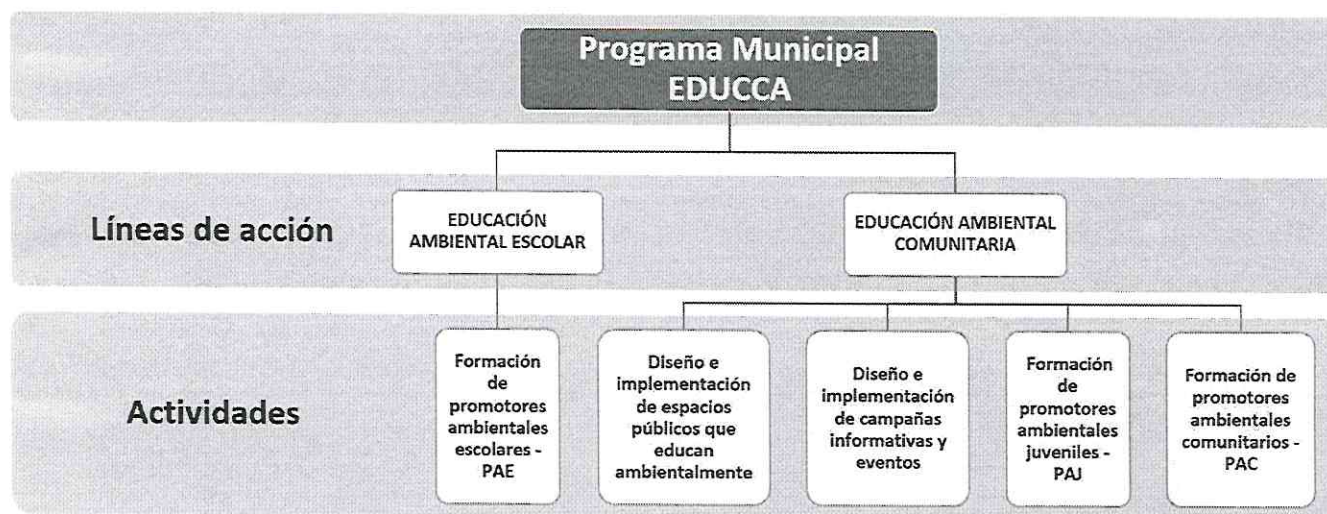 Programa Municipal
EDUCCA
Líneas de acción
EDUCACIÓN
AMBIENTAL ESCOLAR
EDUCACIÓN AMBIENTAL
COMUNITARIA
Actividades
Formación
de
promotores
ambientales
escolares -
PAE
Diseño e
implementación
de espacios
públicos que
educan
ambientalmente
Diseño e
implementación
de campañas
informativas y
eventos
Formación
de
promotores
ambientales
juveniles -
PAJ
Formación de
promotores
ambientales
comunitarios -
PAC